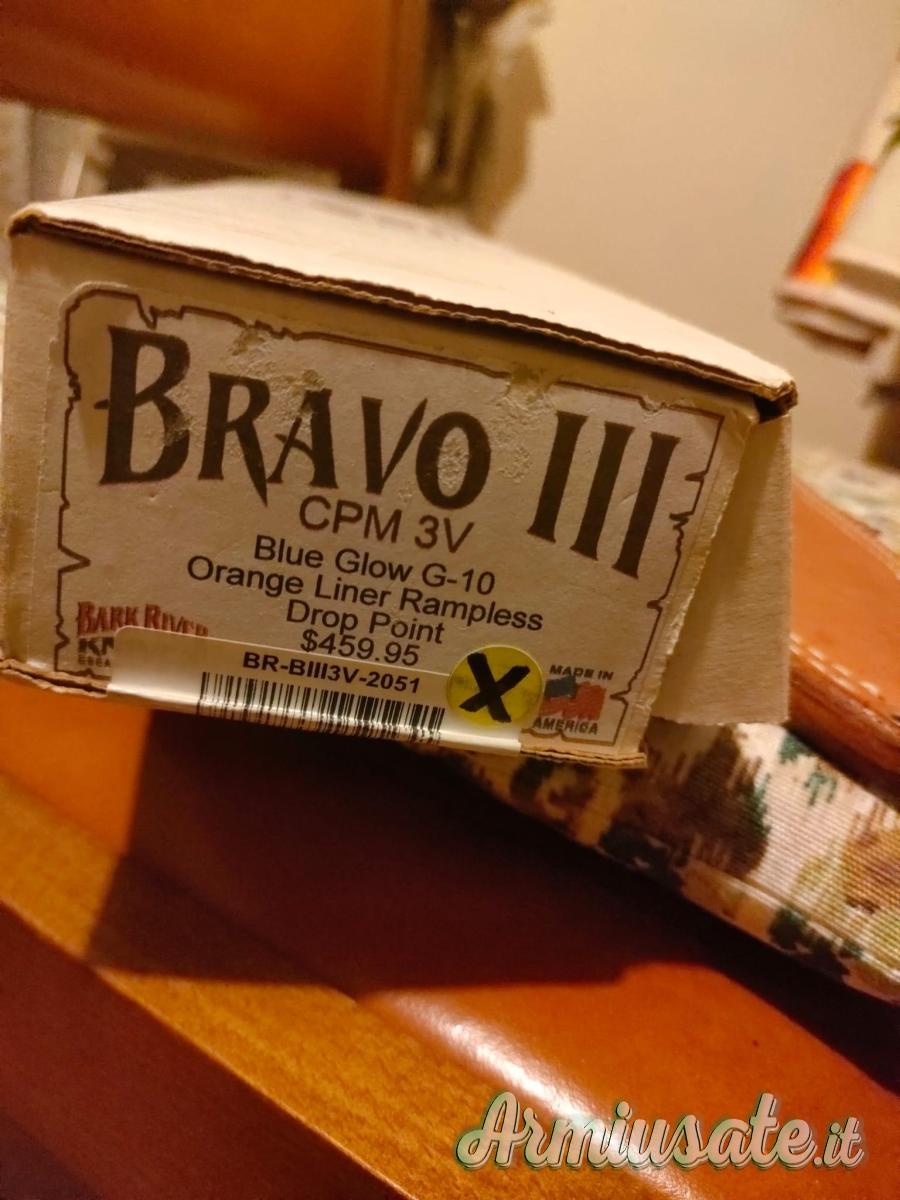 BRAVO III
CPM 3V
Blue Glow G-10
Orange Liner Rampless
Drop Point
$459.95
BARK RIVER
BR-BIII3V-2051
X
MADE IN
AMERICA
Armiusate.it